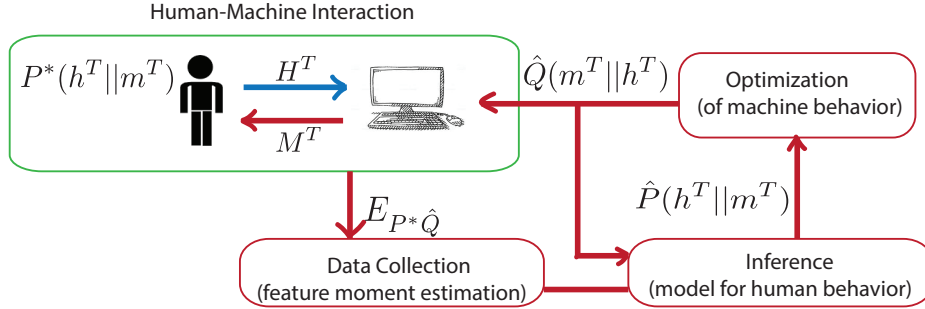 Human-Machine Interaction
P*(h^T||m^T)
H^T
M^T
Q̂(m^T||h^T)
Optimization
(of machine behavior)
P̂(h^T||m^T)
E_{P*Q̂}
Data Collection
(feature moment estimation)
Inference
(model for human behavior)